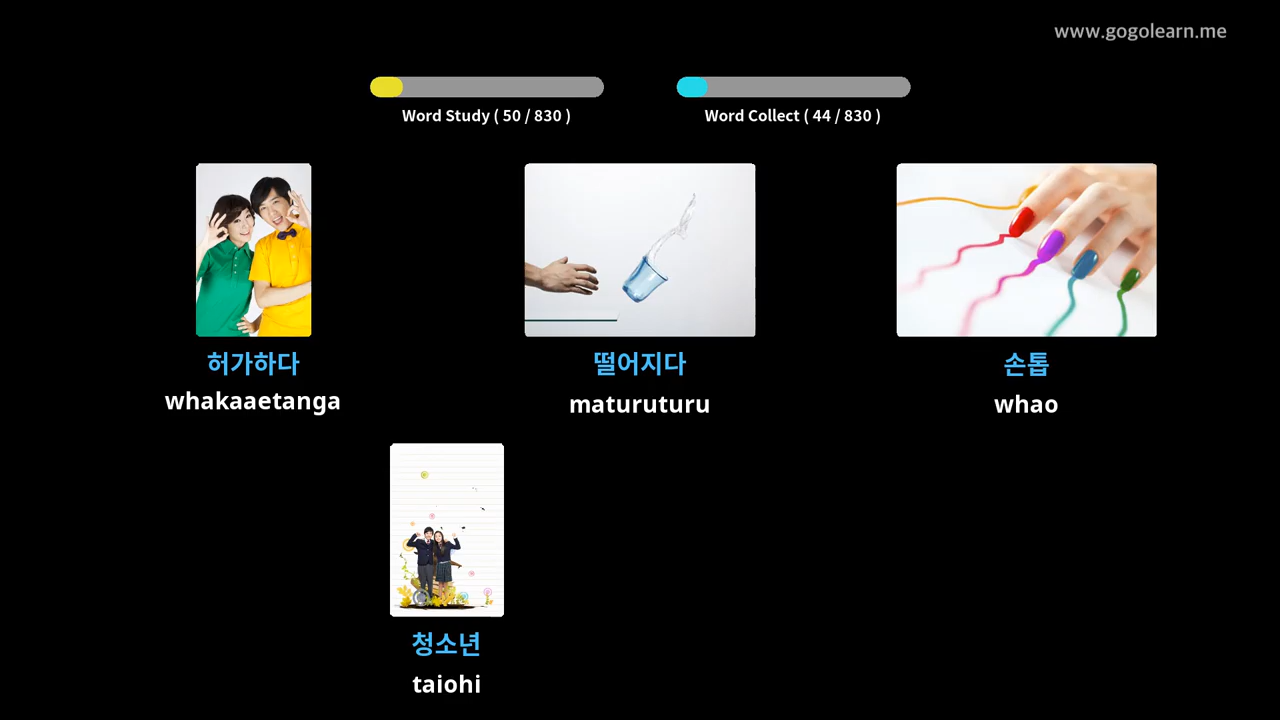 www.gogolearn.me
Word Study ( 50 / 830 )
Word Collect ( 44 / 830 )
허가하다
떨어지다
손톱
whakaaetanga
maturuturu
whao
청소년
taiohi